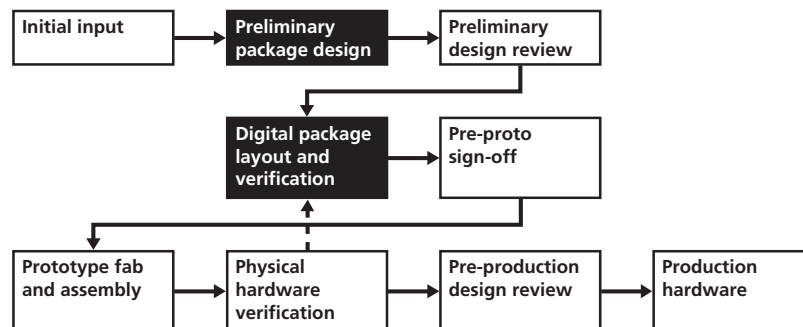 Initial input
Preliminary
package design
Preliminary
design review
Digital package
layout and
verification
Pre-proto
sign-off
Prototype fab
and assembly
Physical
hardware
verification
Pre-production
design review
Production
hardware